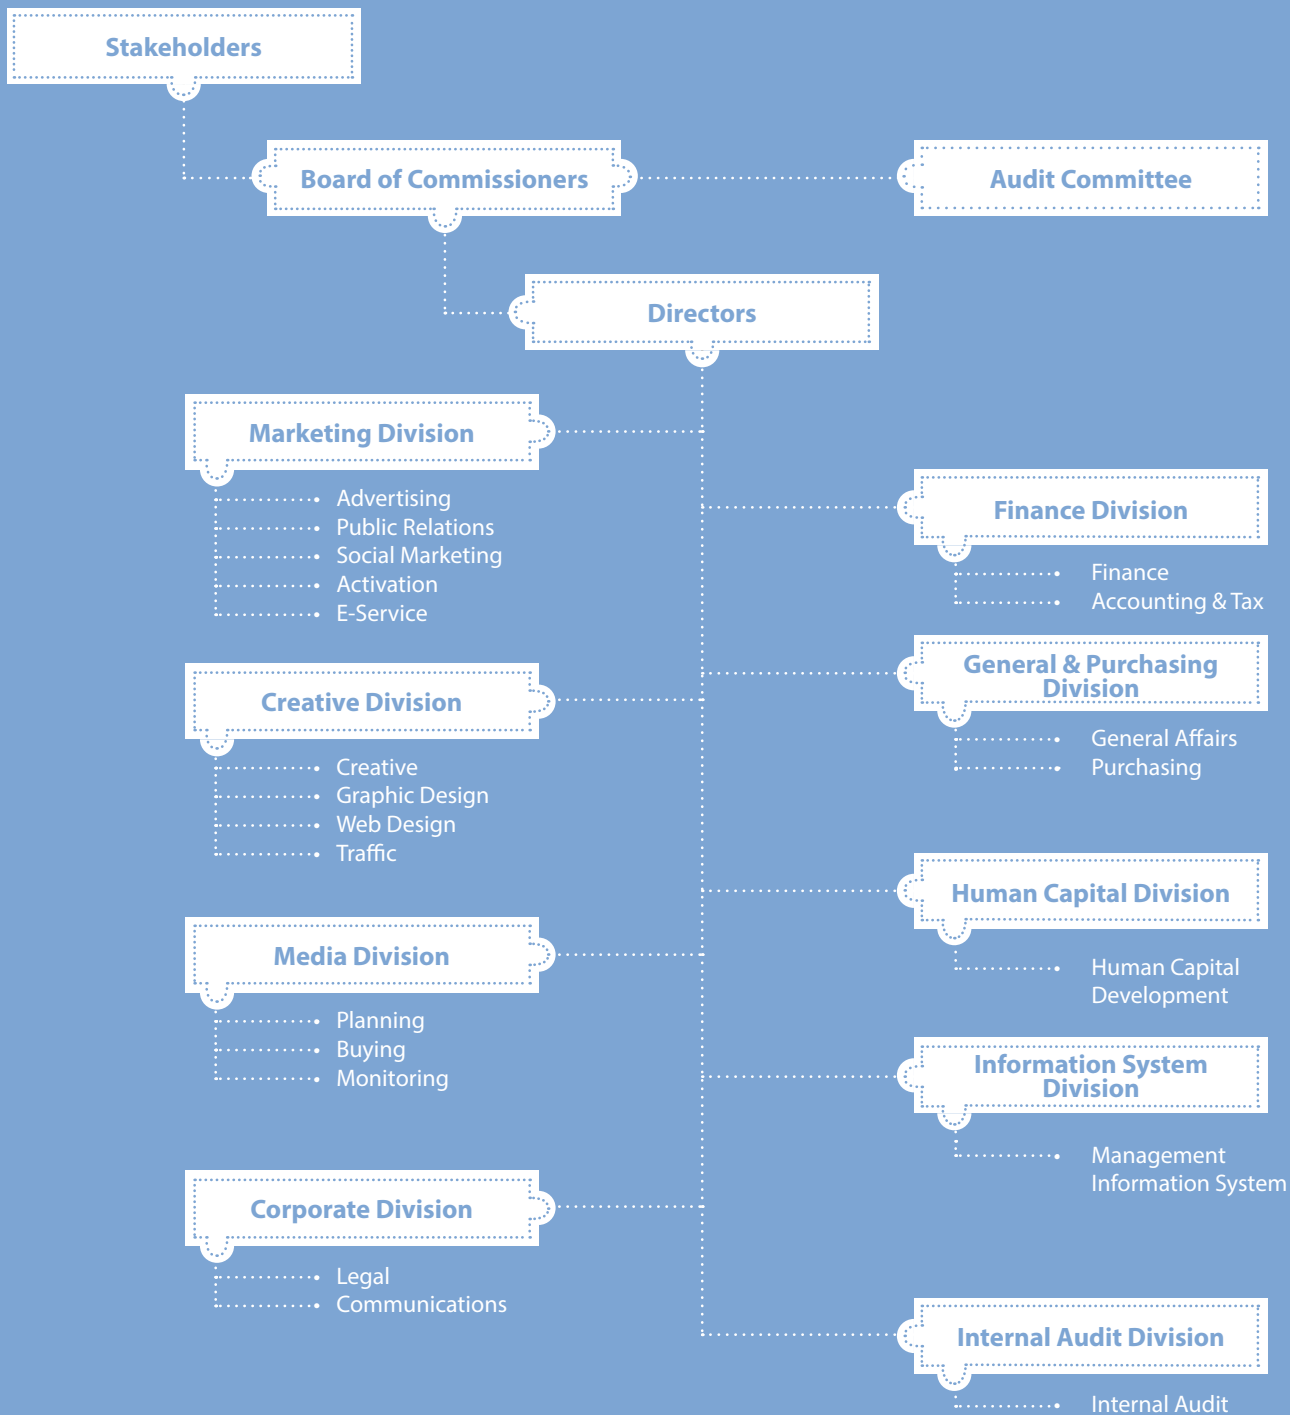 Stakeholders
Board of Commissioners
Audit Committee
Directors
Marketing Division
Advertising
Public Relations
Social Marketing
Activation
E-Service
Creative Division
Creative
Graphic Design
Web Design
Traffic
Media Division
Planning
Buying
Monitoring
Corporate Division
Legal
Communications
Finance Division
Finance
Accounting & Tax
General & Purchasing
Division
General Affairs
Purchasing
Human Capital Division
Human Capital
Development
Information System
Division
Management
Information System
Internal Audit Division
Internal Audit